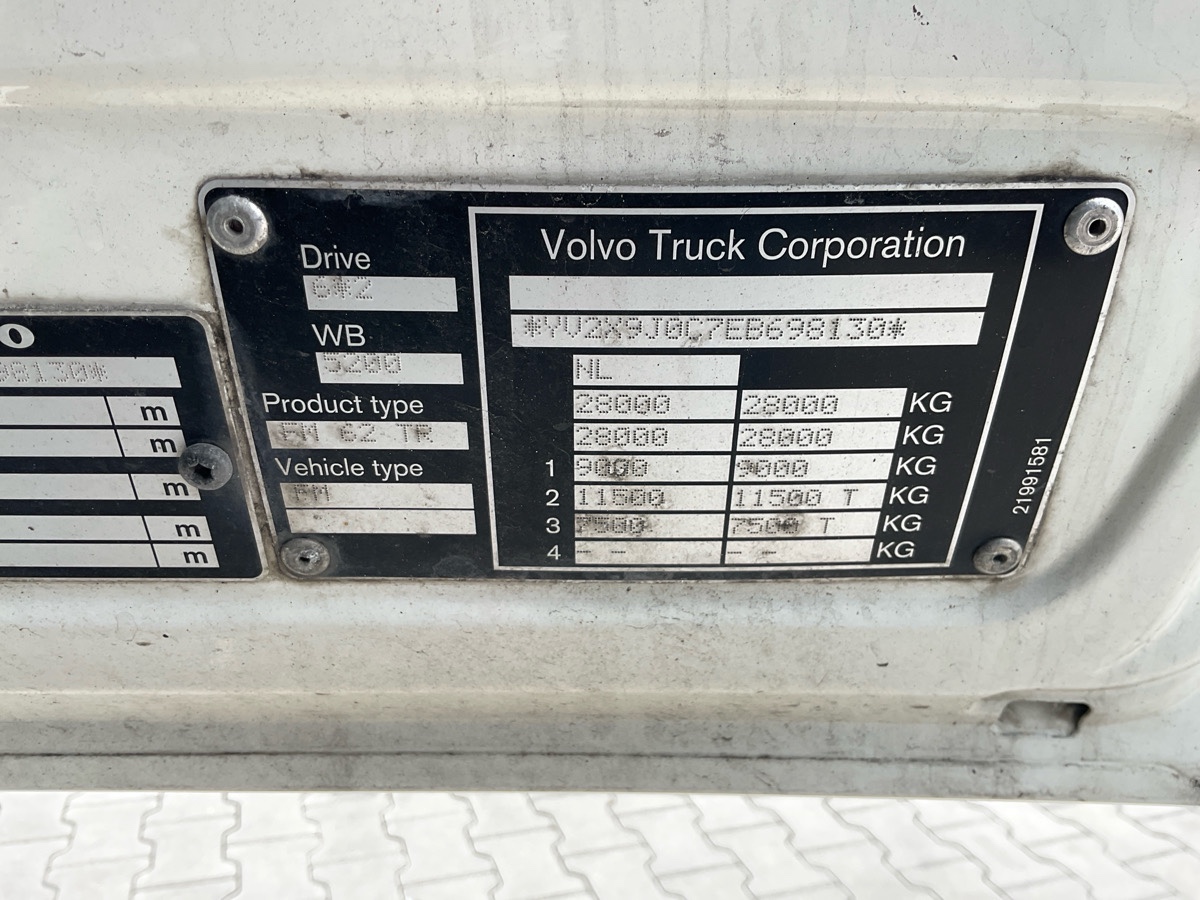 O
98130*
m
m
m
m
m
Drive
6*2
WB
5200
Product type
FM 62 TR
Vehicle type
FM
Volvo Truck Corporation
*YV2X9J0C7EB698130*
NL
28000 28000 KG
28000 28000 KG
1 9000 9000 KG
2 11500 11500 T KG
3 7500 7500 T KG
4 - - - - KG
21991581